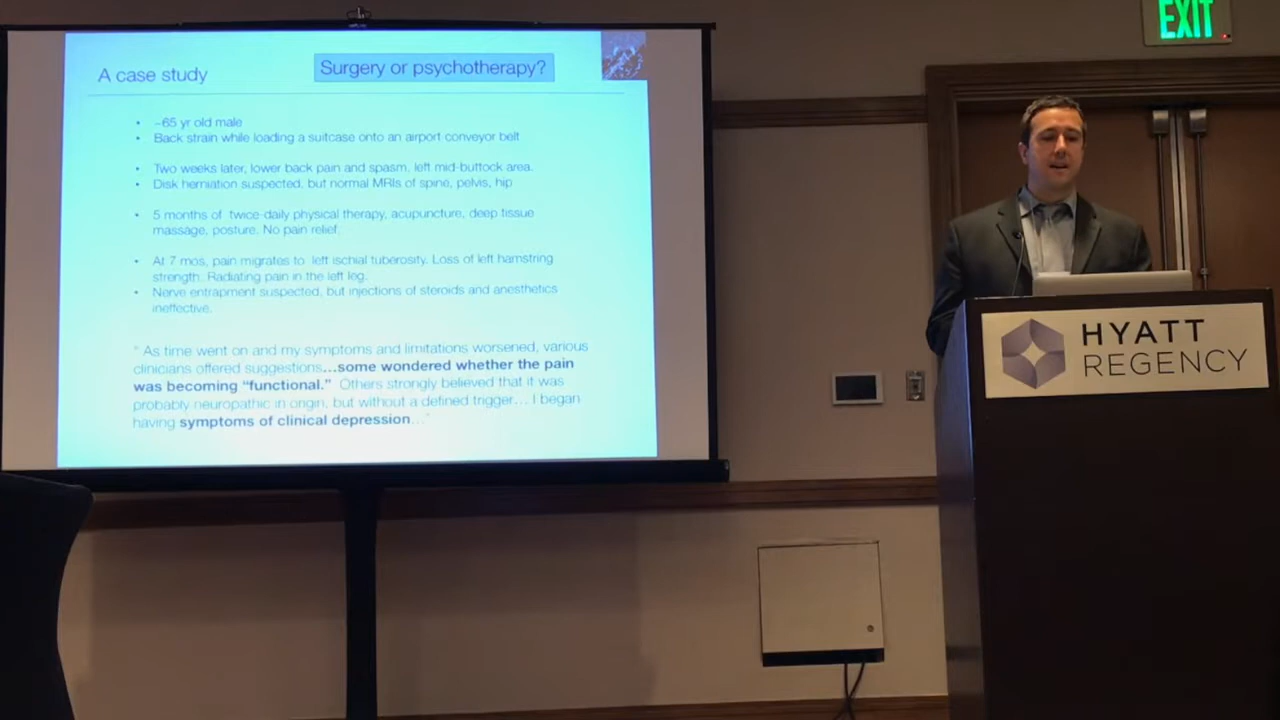 EXIT
A case study
Surgery or psychotherapy?
• ~65 yr old male
• Back strain while loading a suitcase onto an airport conveyor belt
• Two weeks later, lower back pain and spasm, left mid-buttock area.
• Disk herniation suspected, but normal MRIs of spine, pelvis, hip
• 5 months of twice-daily physical therapy, acupuncture, deep tissue
massage, posture. No pain relief.
• At 7 mos, pain migrates to left ischial tuberosity. Loss of left hamstring
strength. Radiating pain in the left leg.
• Nerve entrapment suspected, but injections of steroids and anesthetics
ineffective.
" As time went on and my symptoms and limitations worsened, various
clinicians offered suggestions…some wondered whether the pain
was becoming "functional." Others strongly believed that it was
probably neuropathic in origin, but without a defined trigger… I began
having symptoms of clinical depression…"
HYATT
REGENCY